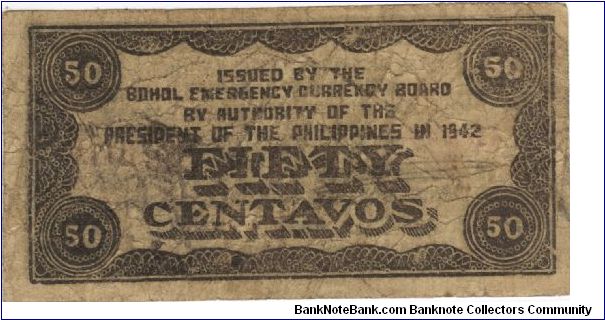 50 50
ISSUED BY THE
BOHOL EMERGENCY CURRENCY BOARD
BY AUTHORITY OF THE
PRESIDENT OF THE PHILIPPINES IN 1942
FIFTY
CENTAVOS
50 50
BankNoteBank.com Banknote Collectors Community